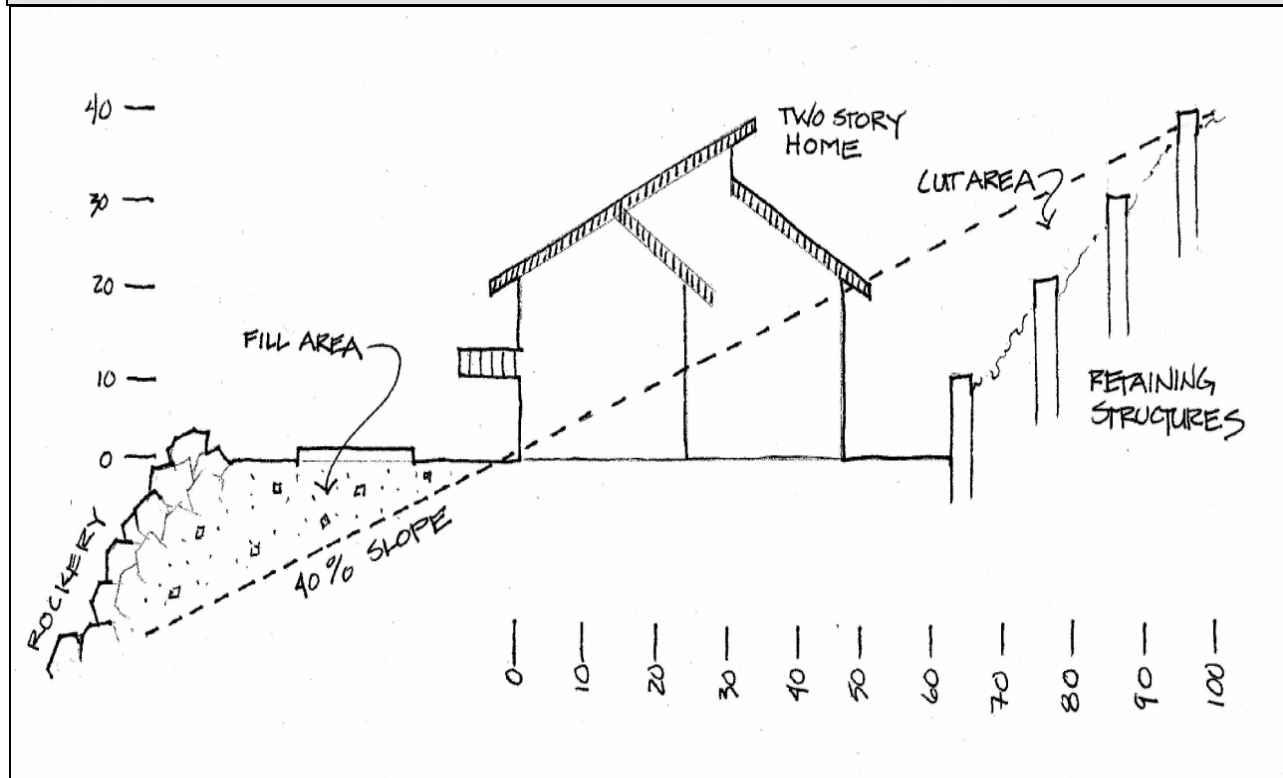 40
TWO STORY
HOME
CUT AREA
30
20
FILL AREA
10
RETAINING
STRUCTURES
0
ROCKERY
40% SLOPE
0
10
20
30
40
50
60
70
80
90
100